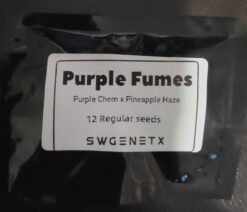 Purple Fumes
Purple Chem x Pineapple Haze
12 Regular seeds
SWGENETX